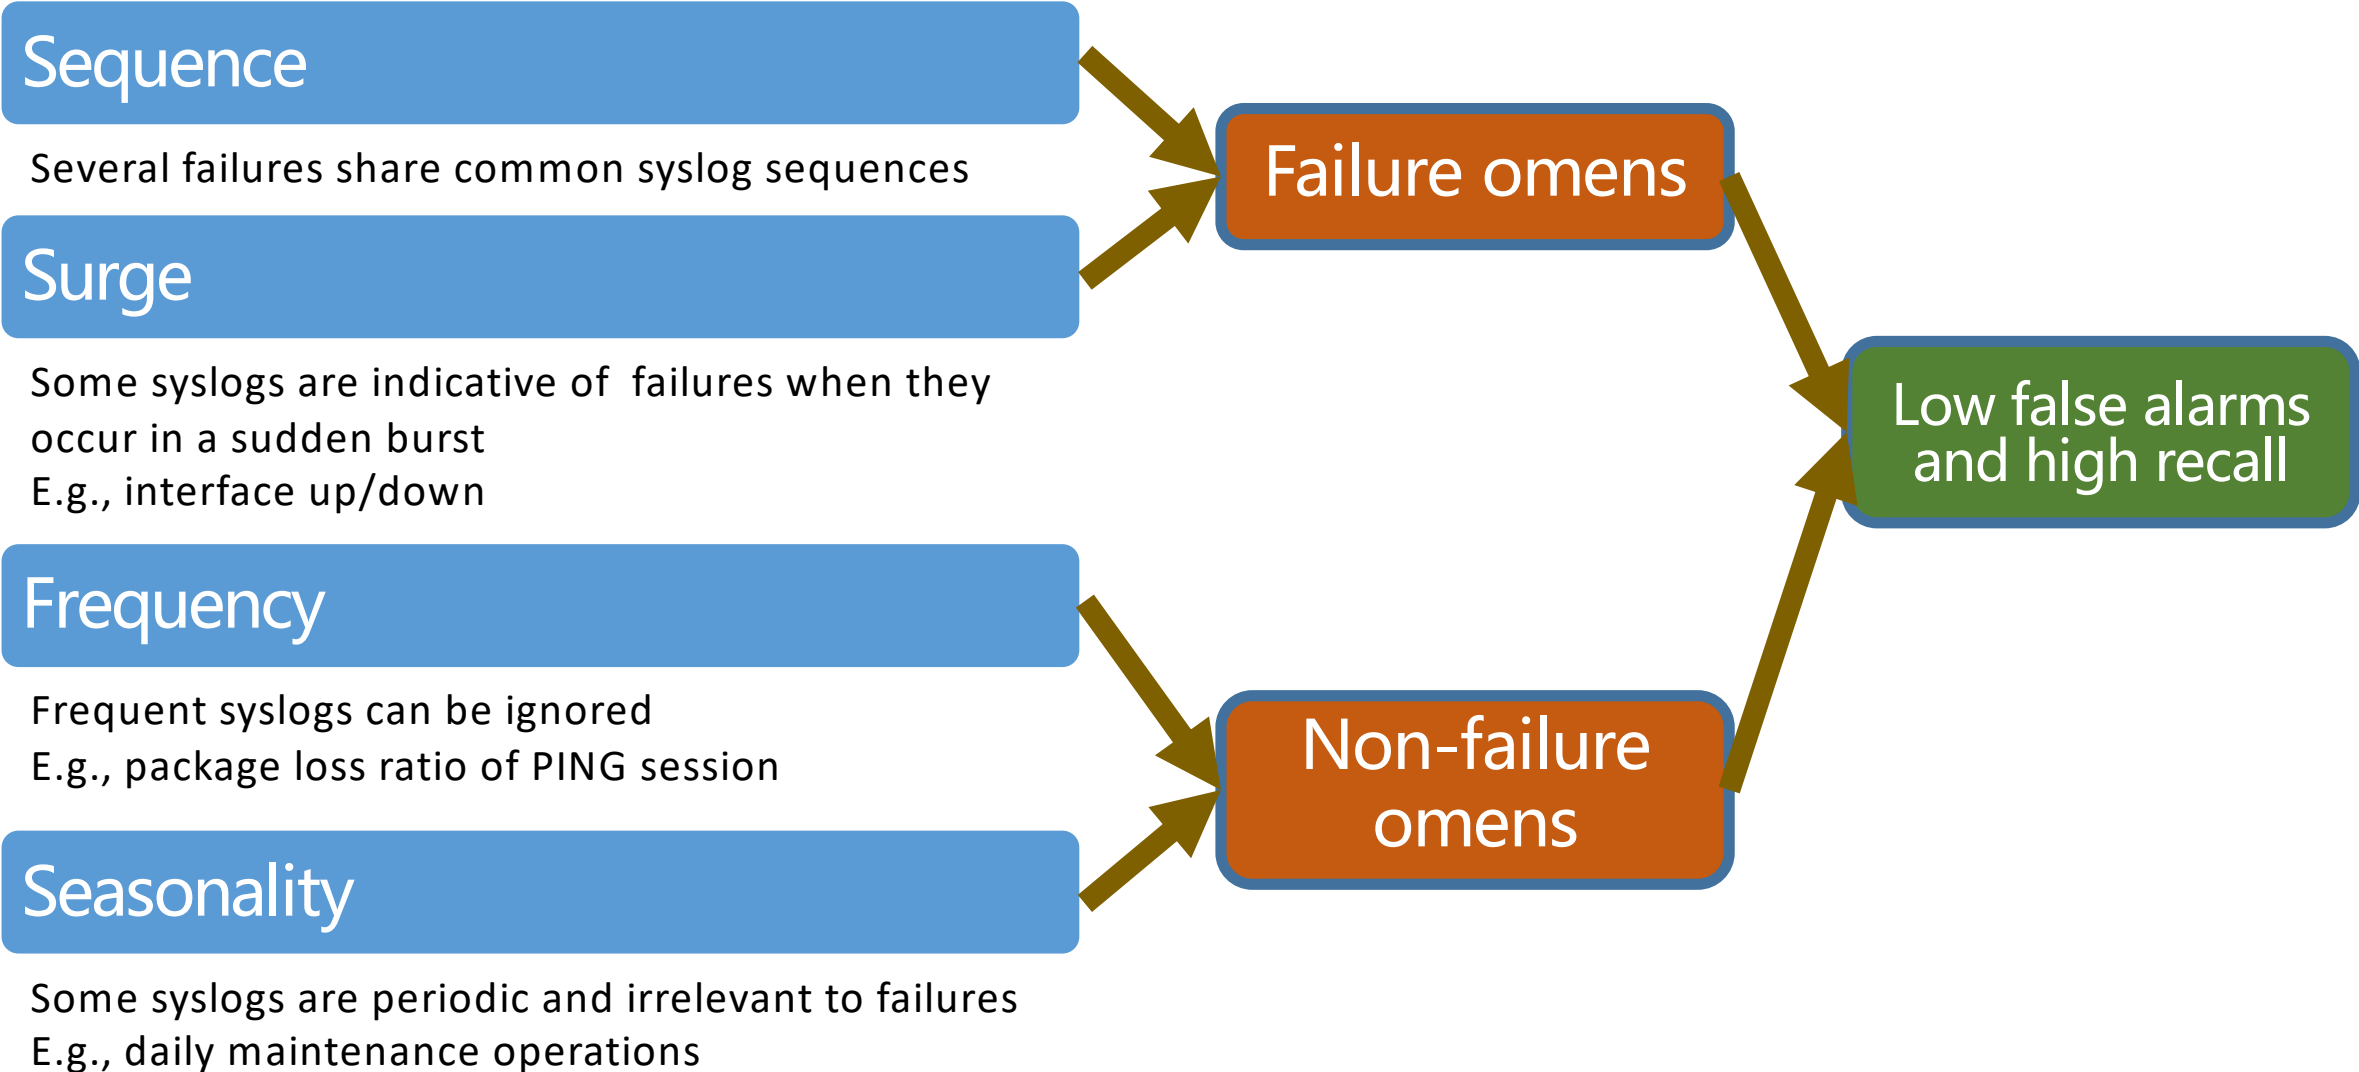 Sequence
Several failures share common syslog sequences
Surge
Some syslogs are indicative of failures when they
occur in a sudden burst
E.g., interface up/down
Frequency
Frequent syslogs can be ignored
E.g., package loss ratio of PING session
Seasonality
Some syslogs are periodic and irrelevant to failures
E.g., daily maintenance operations
Failure omens
Non-failure
omens
Low false alarms
and high recall